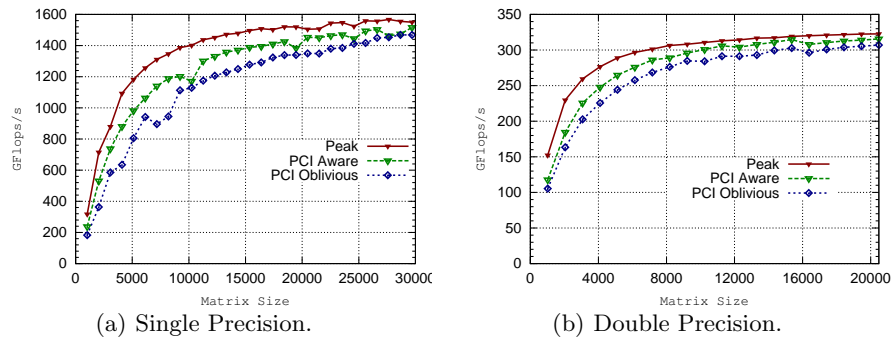 1600
1400
1200
1000
800
600
400
200
0
GFlops/s
Peak
PCI Aware
PCI Oblivious
0 5000 10000 15000 20000 25000 30000
Matrix Size
(a) Single Precision.
350
300
250
200
150
100
50
0
GFlops/s
Peak
PCI Aware
PCI Oblivious
0 4000 8000 12000 16000 20000
Matrix Size
(b) Double Precision.